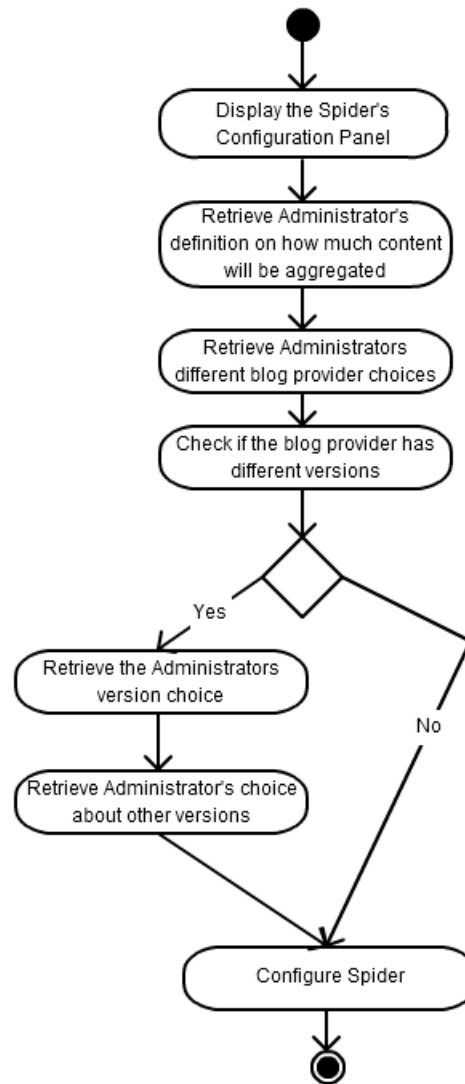 Display the Spider's
Configuration Panel
Retrieve Administrator's
definition on how much content
will be aggregated
Retrieve Administrators
different blog provider choices
Check if the blog provider has
different versions
Yes
Retrieve the Administrators
version choice
No
Retrieve Administrator's choice
about other versions
Configure Spider